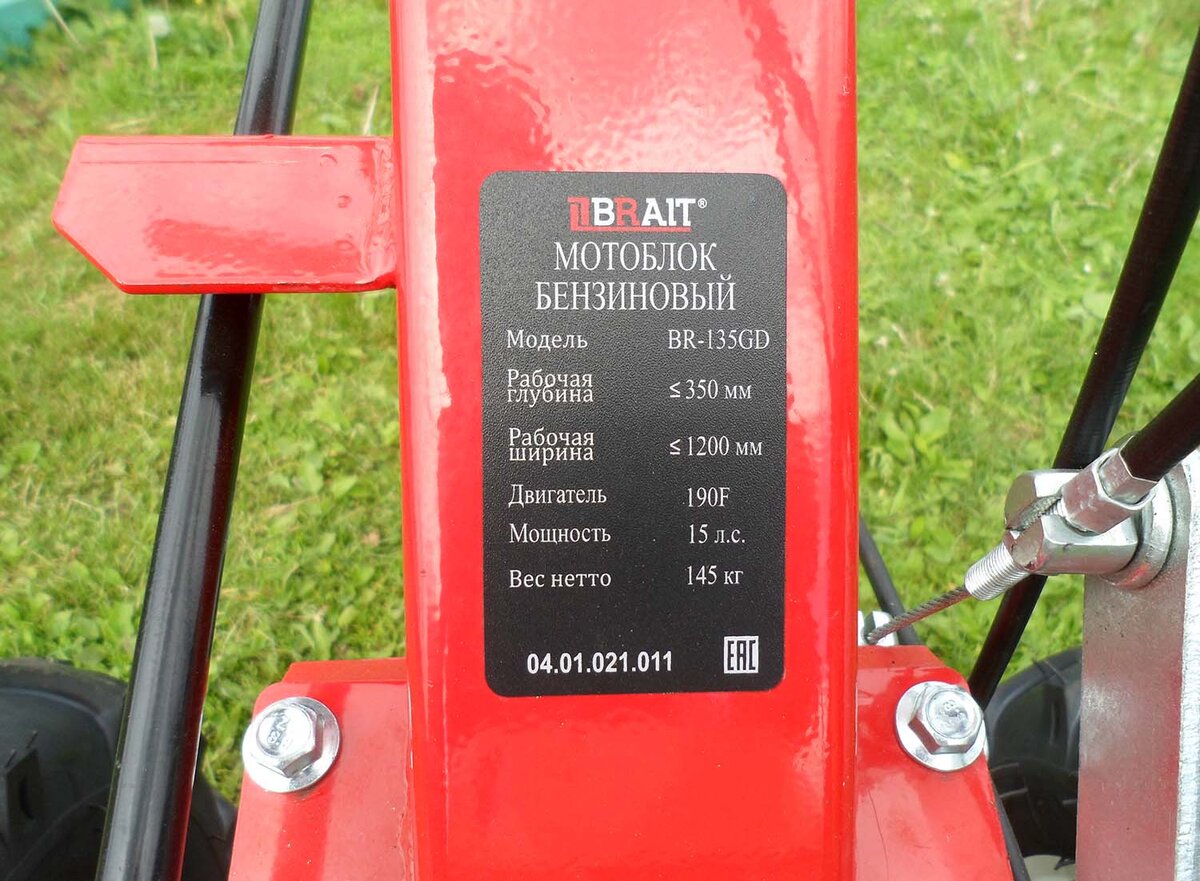 BRAIT®
МОТОБЛОК
БЕНЗИНОВЫЙ
Модель BR-135GD
Рабочая
глубина ≤ 350 мм
Рабочая
ширина ≤ 1200 мм
Двигатель 190F
Мощность 15 л.с.
Вес нетто 145 кг
04.01.021.011 EAC